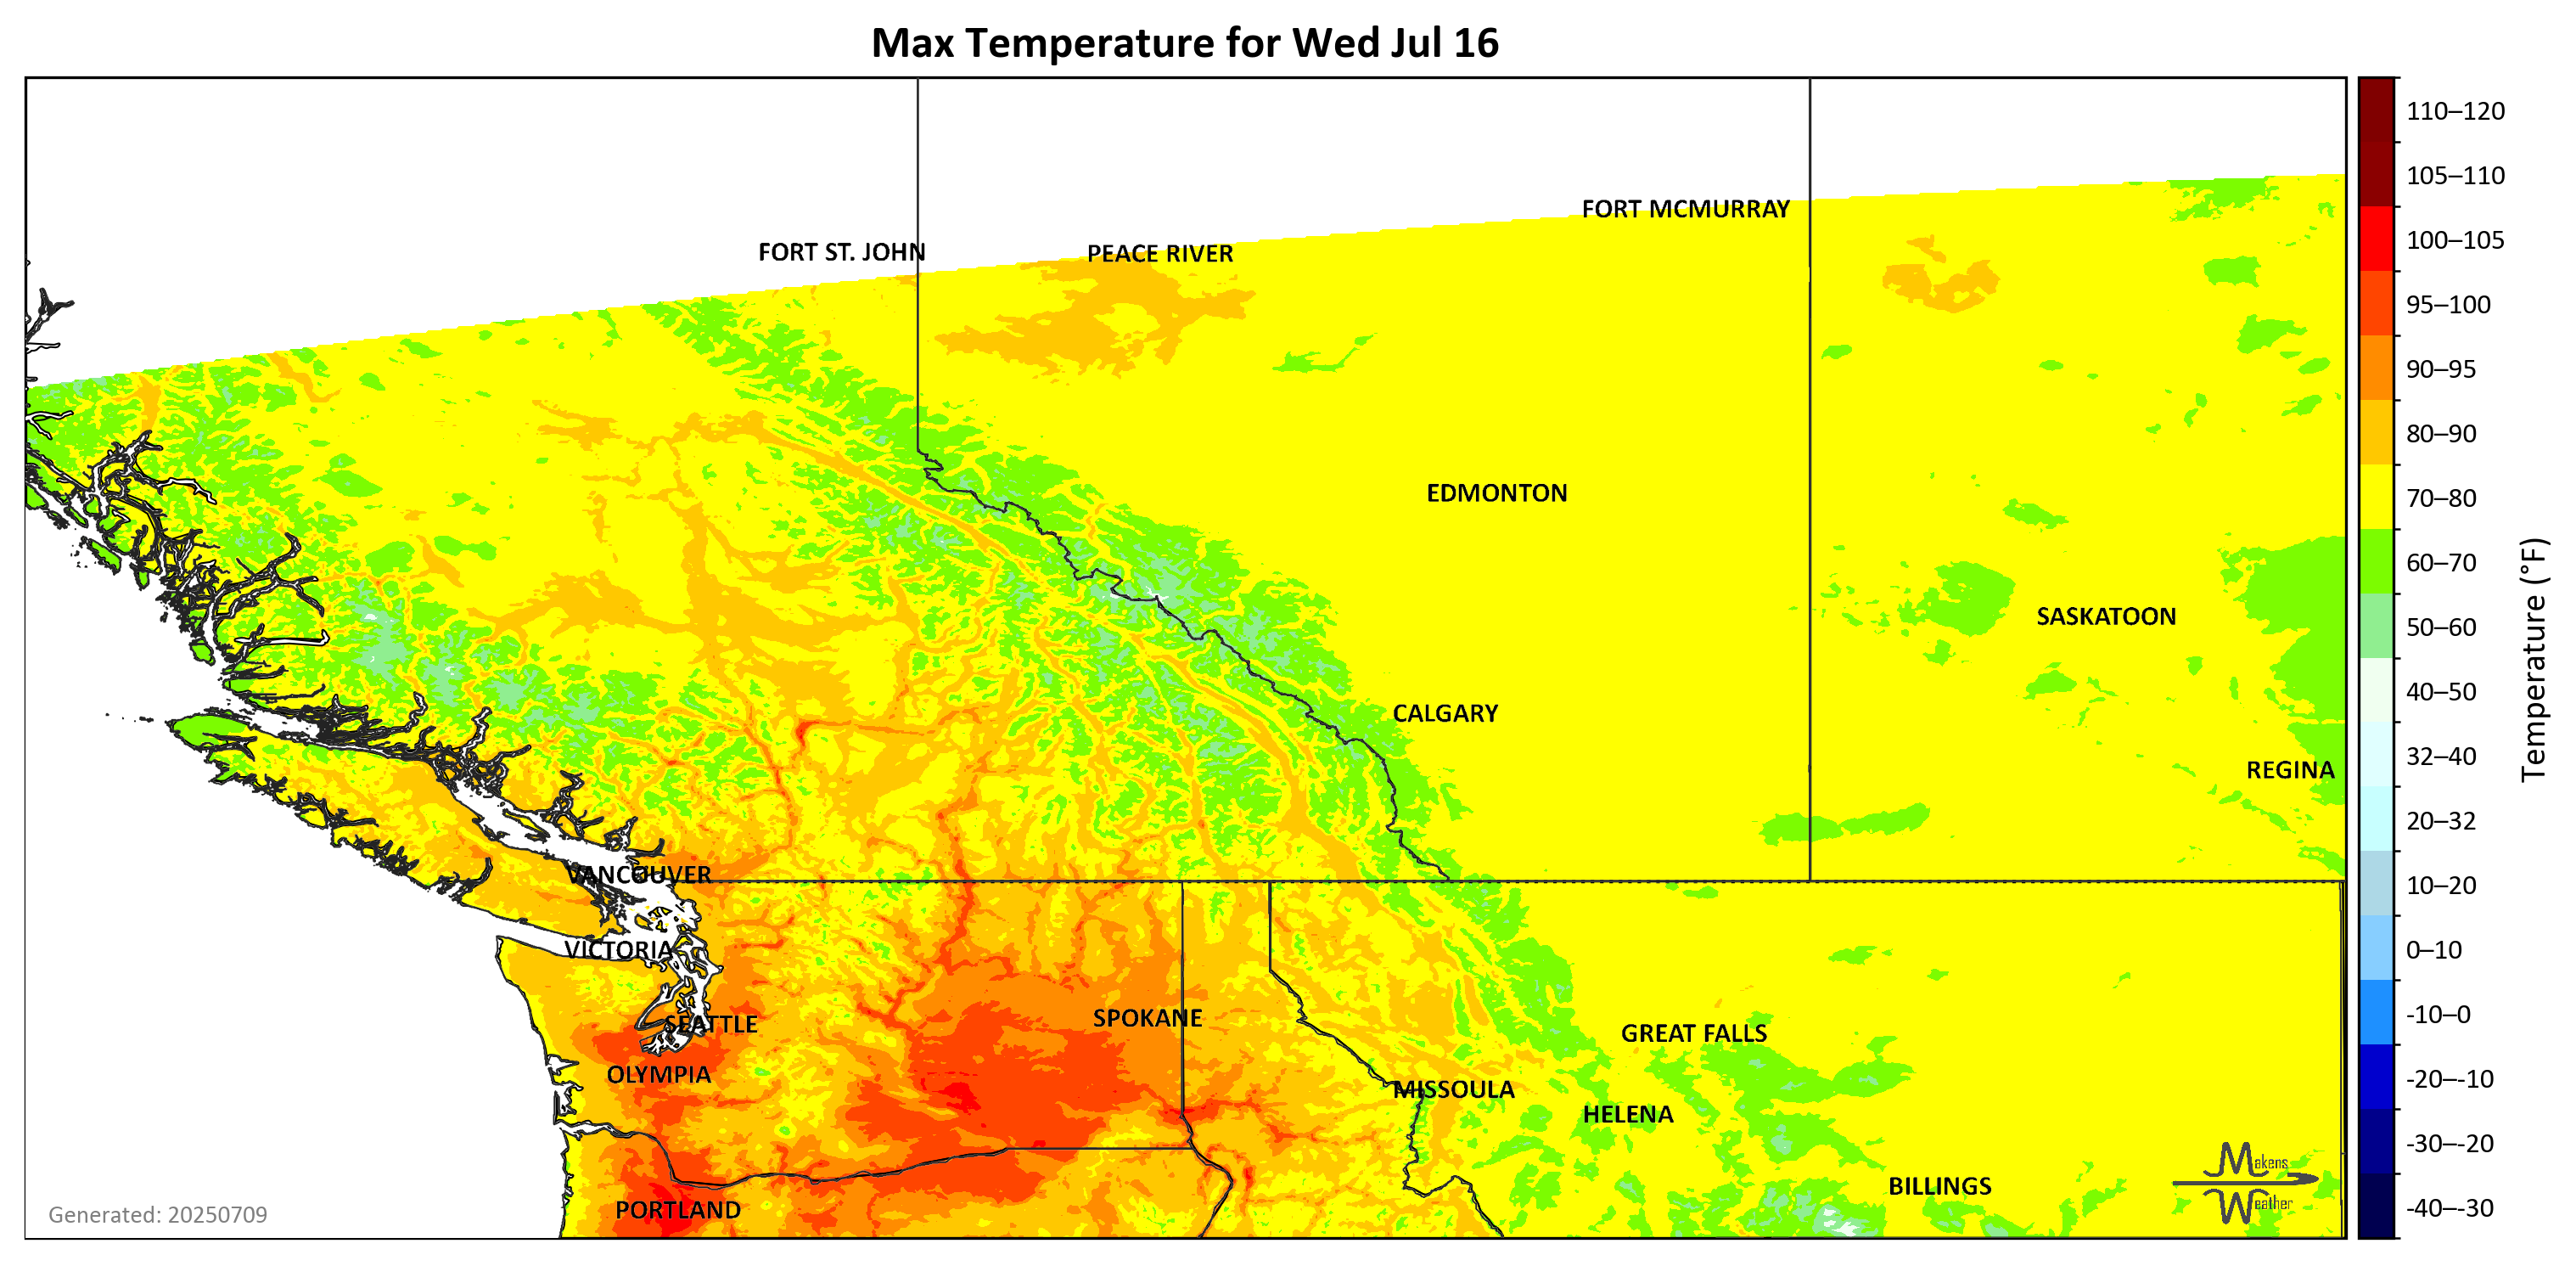 Max Temperature for Wed Jul 16
FORT MCMURRAY
FORT ST. JOHN
PEACE RIVER
EDMONTON
SASKATOON
CALGARY
REGINA
VANCOUVER
VICTORIA
SEATTLE
SPOKANE
GREAT FALLS
OLYMPIA
MISSOULA
HELENA
BILLINGS
PORTLAND
Makens
Weather
Generated: 20250709
110–120
105–110
100–105
95–100
90–95
80–90
70–80
60–70
50–60
40–50
32–40
20–32
10–20
0–10
-10–0
-20–-10
-30–-20
-40–-30
Temperature (°F)